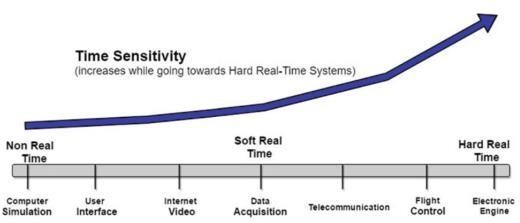 Time Sensitivity
(increases while going towards Hard Real-Time Systems)
Non Real
Time
Soft Real
Time
Hard Real
Time
Computer
Simulation
User
Interface
Internet
Video
Data
Acquisition
Telecommunication
Flight
Control
Electronic
Engine